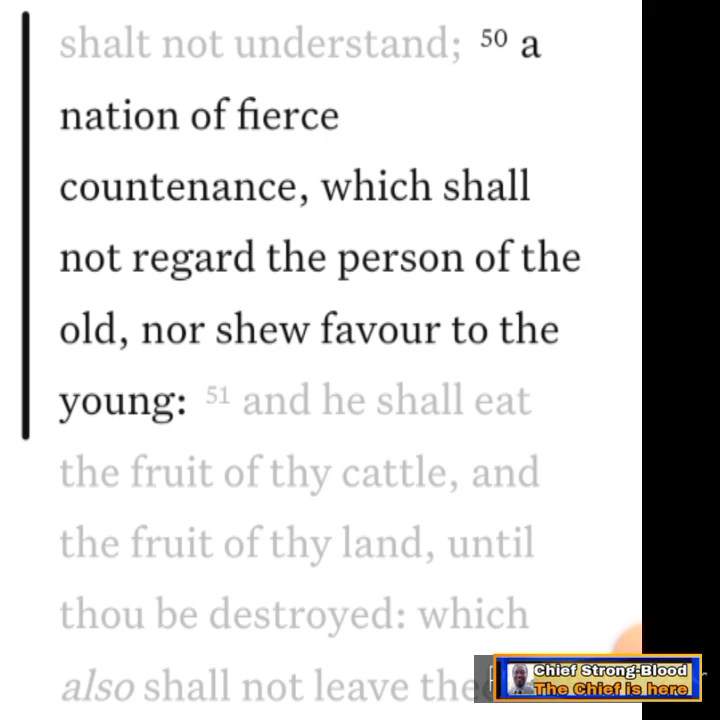 shalt not understand; 50 a
nation of fierce
countenance, which shall
not regard the person of the
old, nor shew favour to the
young: 51 and he shall eat
the fruit of thy cattle, and
the fruit of thy land, until
thou be destroyed: which
also shall not leave thee
Chief Strong-Blood
The Chief is here